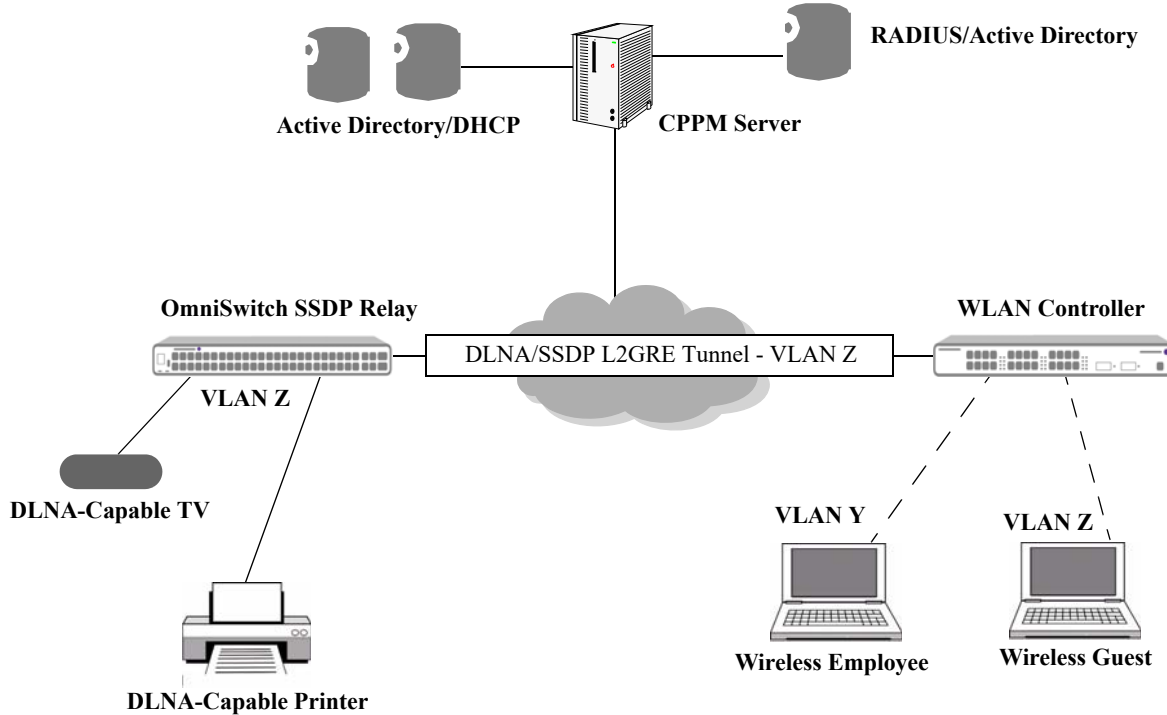 RADIUS/Active Directory
Active Directory/DHCP
CPPM Server
OmniSwitch SSDP Relay
WLAN Controller
DLNA/SSDP L2GRE Tunnel - VLAN Z
VLAN Z
DLNA-Capable TV
VLAN Y
VLAN Z
Wireless Employee
Wireless Guest
DLNA-Capable Printer